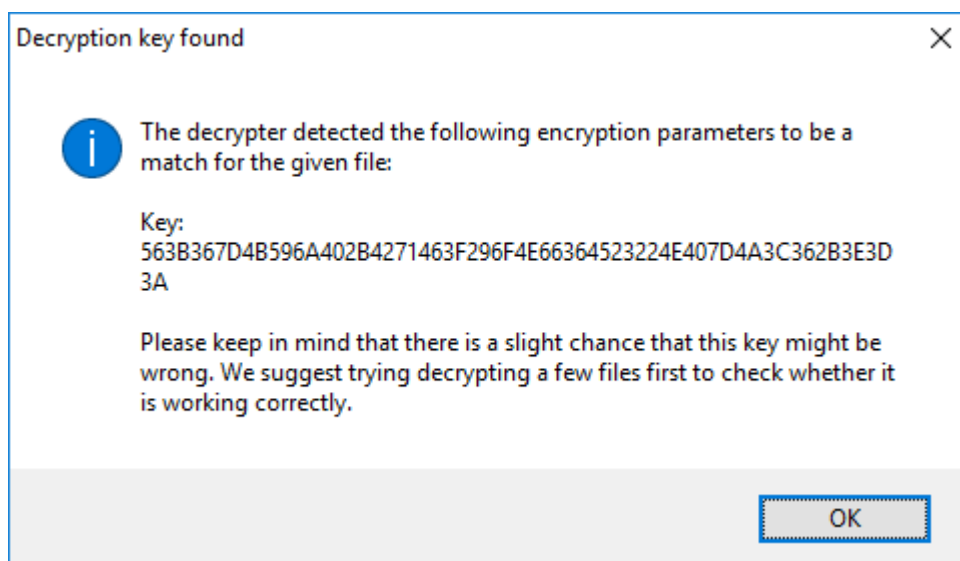 Decryption key found
The decrypter detected the following encryption parameters to be a
match for the given file:
Key:
563B367D4B596A402B4271463F296F4E66364523224E407D4A3C362B3E3D
3A
Please keep in mind that there is a slight chance that this key might be
wrong. We suggest trying decrypting a few files first to check whether it
is working correctly.
OK